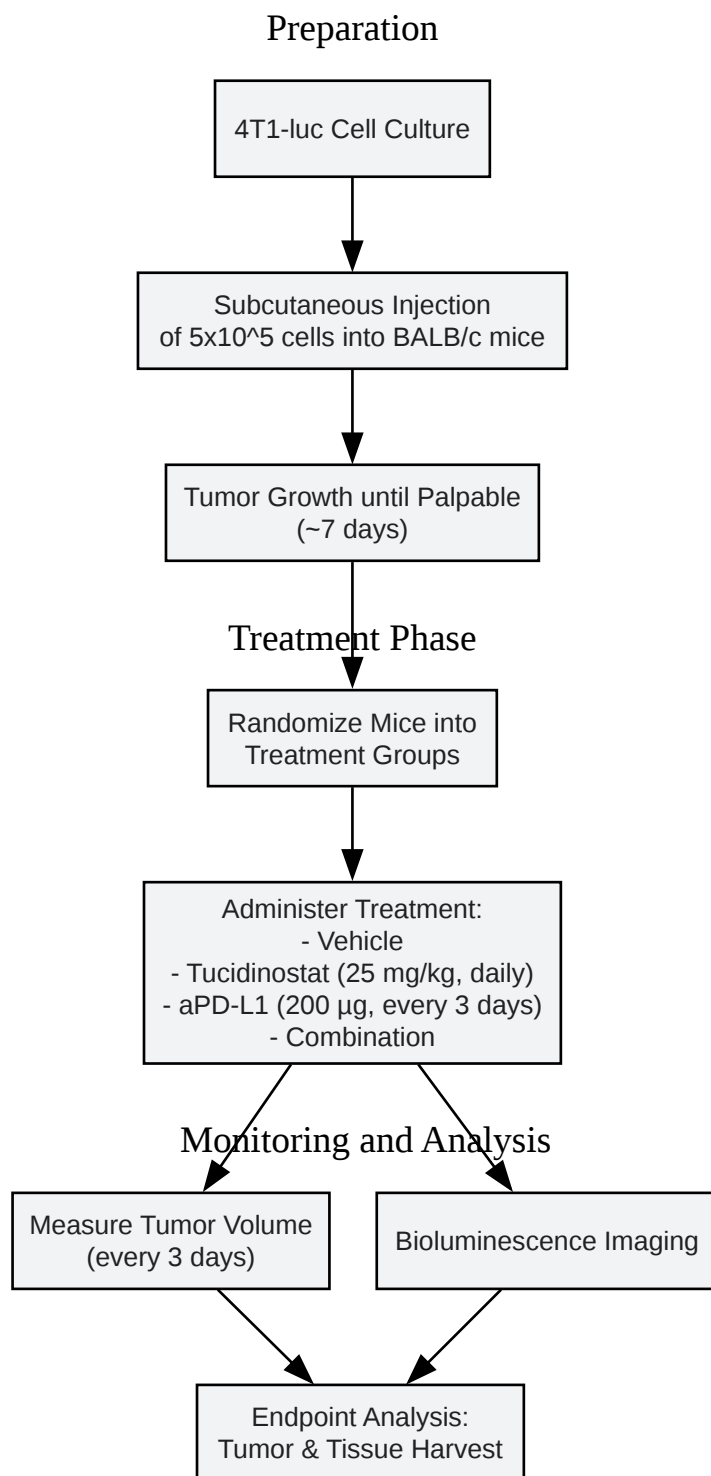 Preparation
4T1-luc Cell Culture
Subcutaneous Injection
of 5x10^5 cells into BALB/c mice
Tumor Growth until Palpable
(~7 days)
Treatment Phase
Randomize Mice into
Treatment Groups
Administer Treatment:
- Vehicle
- Tucidinostat (25 mg/kg, daily)
- aPD-L1 (200 µg, every 3 days)
- Combination
Monitoring and Analysis
Measure Tumor Volume
(every 3 days)
Bioluminescence Imaging
Endpoint Analysis:
Tumor & Tissue Harvest